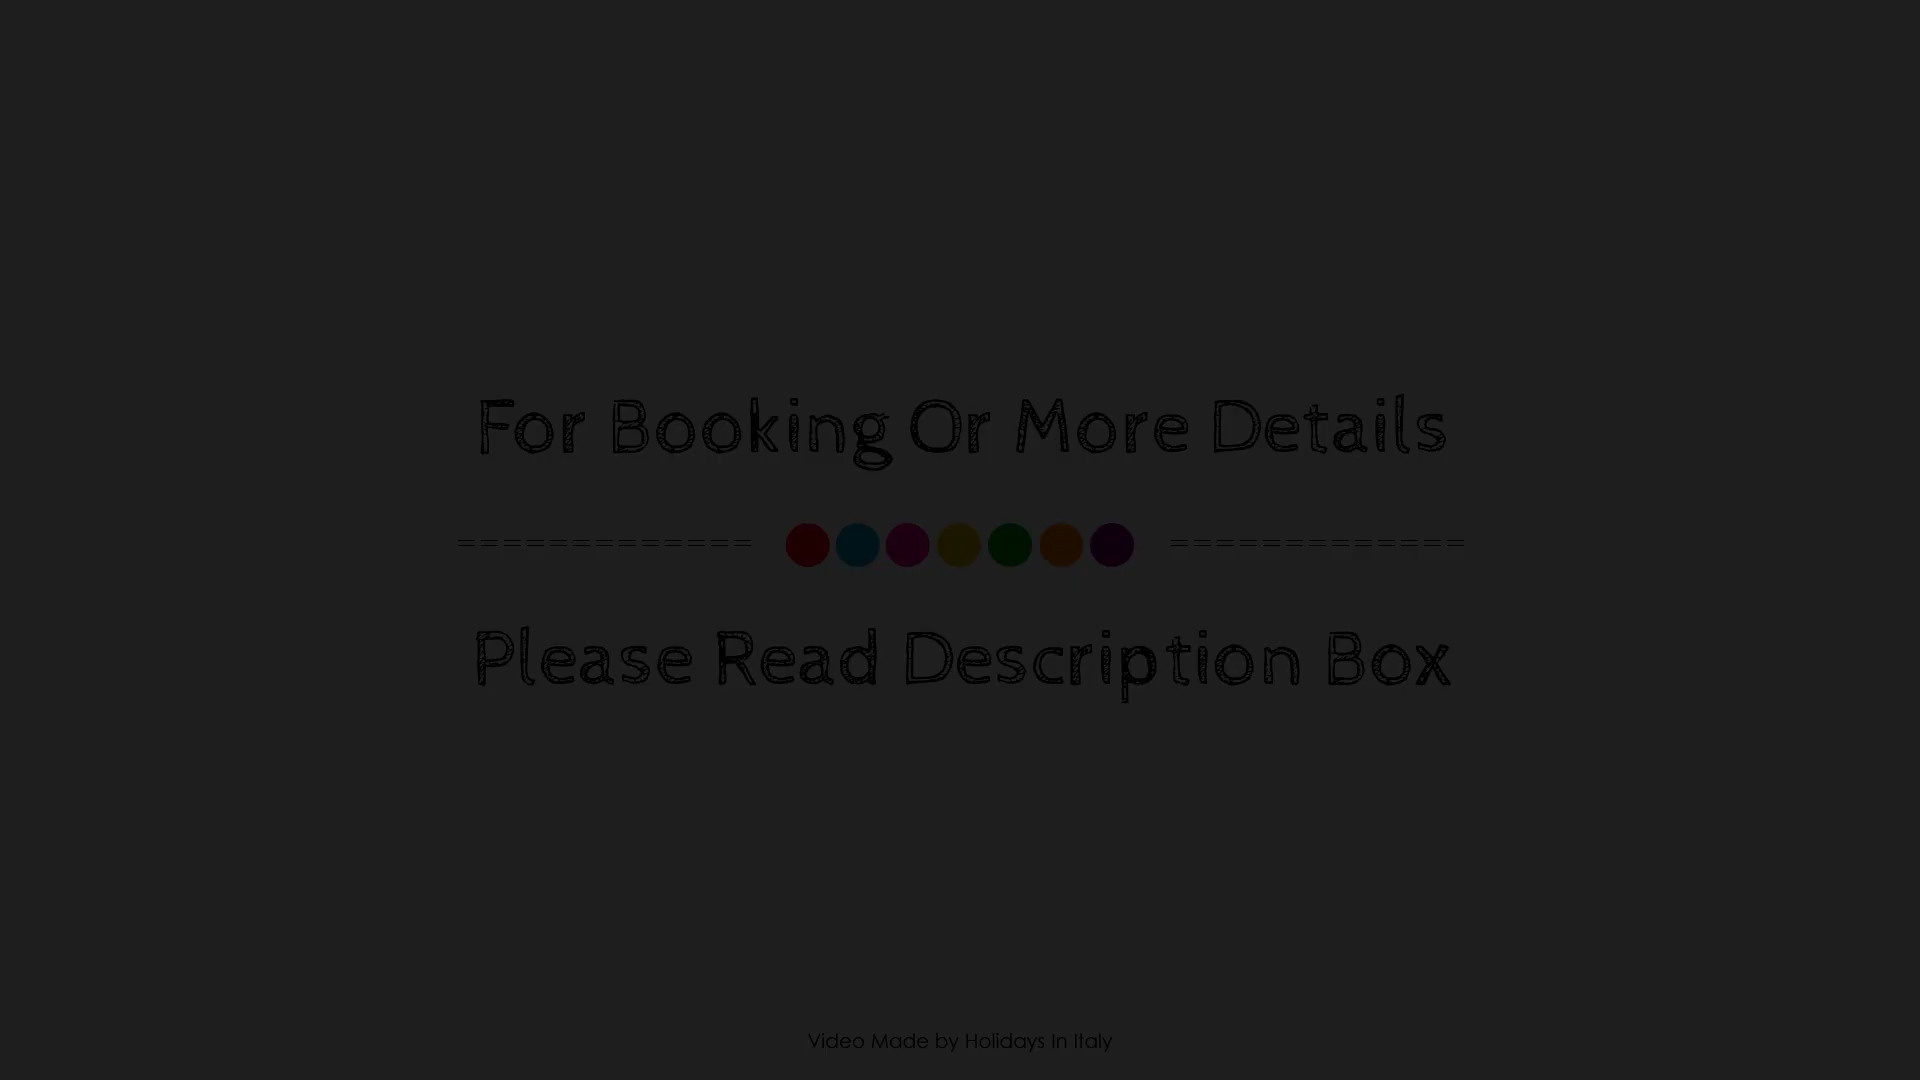 For Booking Or More Details
============= =============
Please Read Description Box
Video Made by Holidays In Italy